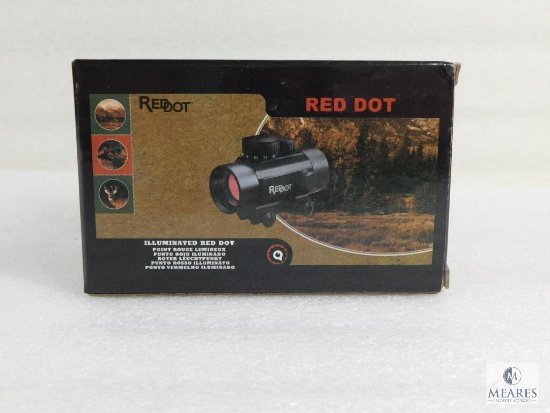 REDDOT
RED DOT
REDDOT
ILLUMINATED RED DOT
POINT ROUGE LUMINEUX
PUNTO ROJO ILUMINADO
ROTER LEUCHTPUNKT
PUNTO ROSSO ILLUMINATO
PONTO VERMELHO ILUMINADO
MEARES